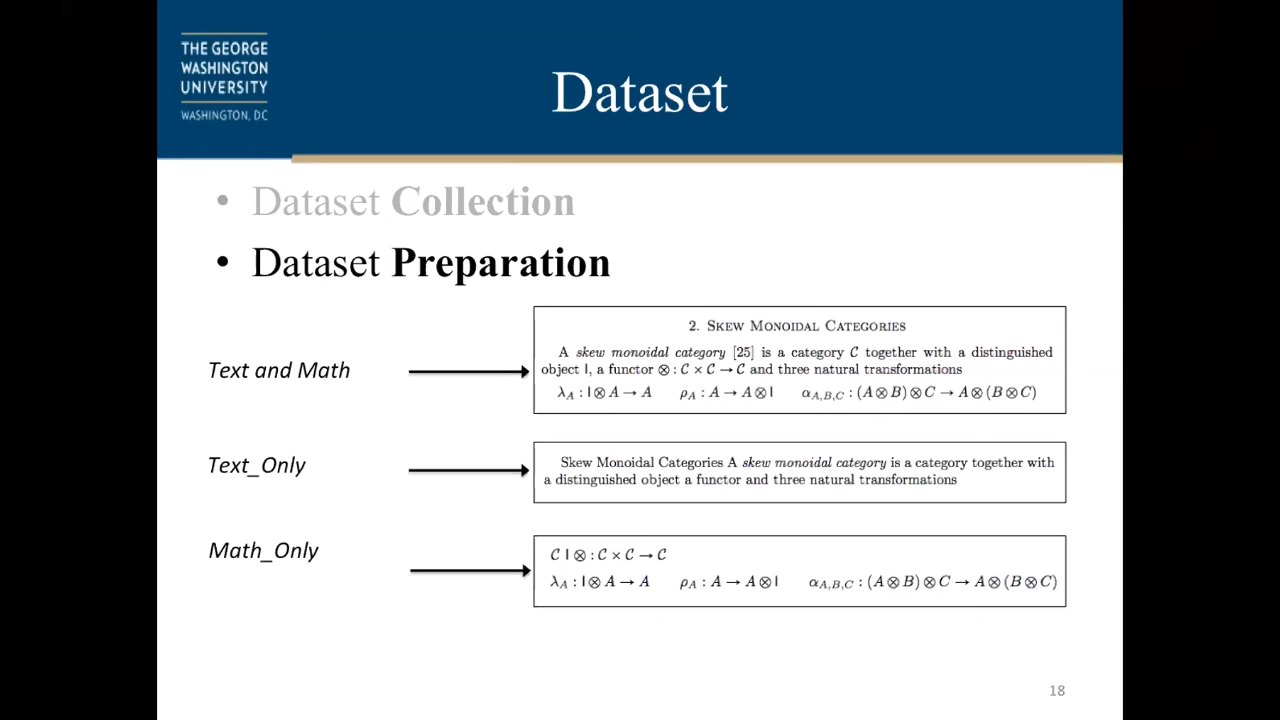 THE GEORGE
WASHINGTON
UNIVERSITY
WASHINGTON, DC
Dataset
• Dataset Collection
• Dataset Preparation
Text and Math
2. Skew Monoidal Categories
A skew monoidal category [25] is a category 𝒞 together with a distinguished
object I, a functor ⊗ : 𝒞 × 𝒞 → 𝒞 and three natural transformations
λ_A : I ⊗ A → A ρ_A : A → A ⊗ I α_{A,B,C} : (A ⊗ B) ⊗ C → A ⊗ (B ⊗ C)
Text_Only
Skew Monoidal Categories A skew monoidal category is a category together with
a distinguished object a functor and three natural transformations
Math_Only
𝒞 I ⊗ : 𝒞 × 𝒞 → 𝒞
λ_A : I ⊗ A → A ρ_A : A → A ⊗ I α_{A,B,C} : (A ⊗ B) ⊗ C → A ⊗ (B ⊗ C)
18